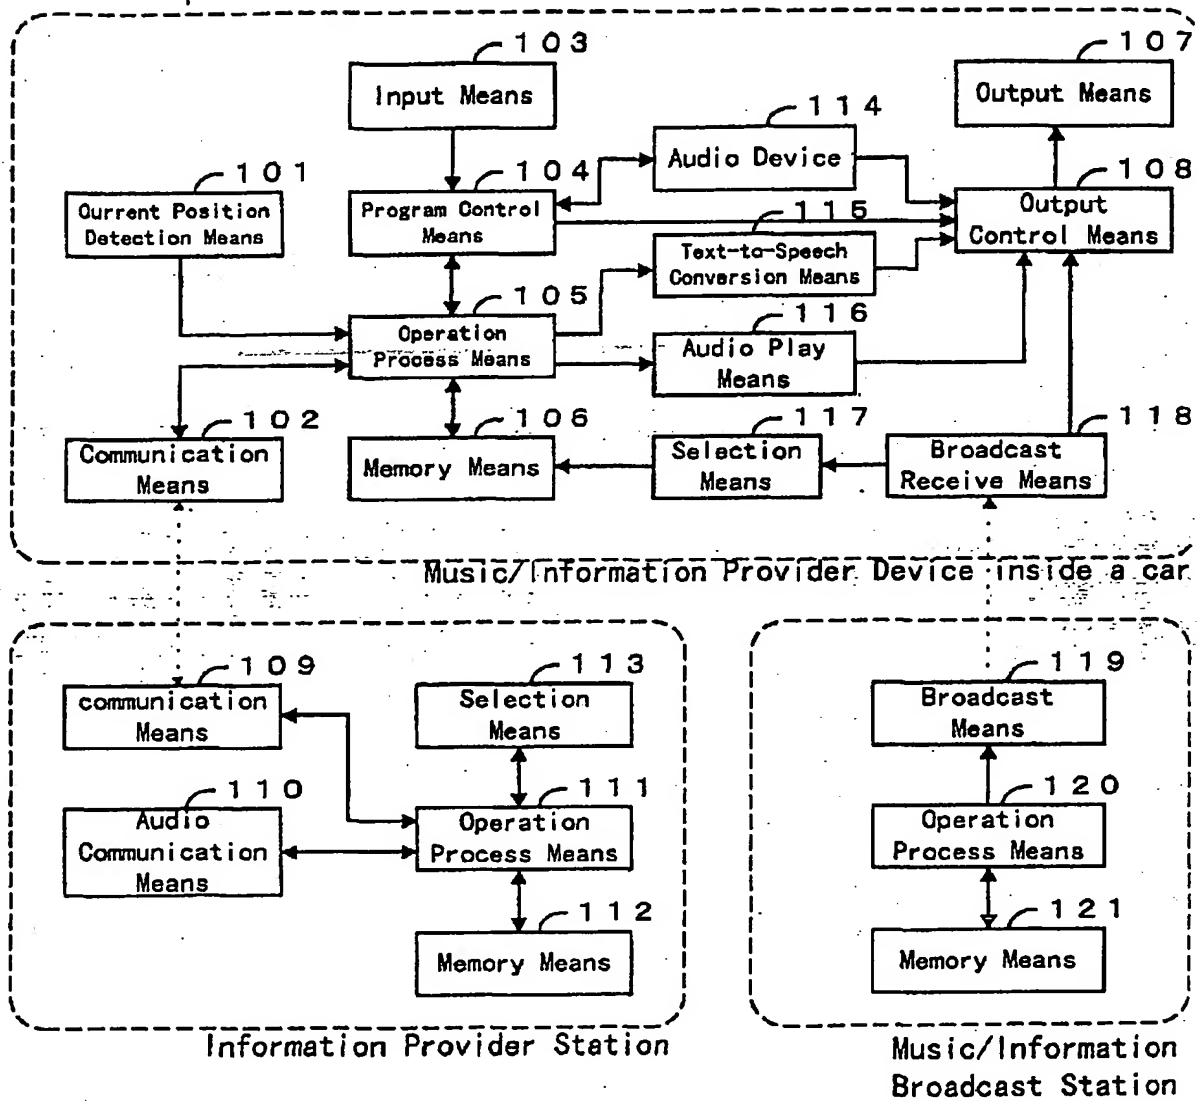 103
Input Means
107
Output Means
114
Audio Device
101
Current Position
Detection Means
104
Program Control
Means
108
Output
Control Means
115
Text-to-Speech
Conversion Means
105
Operation
Process Means
116
Audio Play
Means
102
Communication
Means
106
Memory Means
117
Selection
Means
118
Broadcast
Receive Means
Music/Information Provider Device inside a car
109
communication
Means
113
Selection
Means
110
Audio
Communication
Means
111
Operation
Process Means
112
Memory Means
Information Provider Station
119
Broadcast
Means
120
Operation
Process Means
121
Memory Means
Music/Information
Broadcast Station